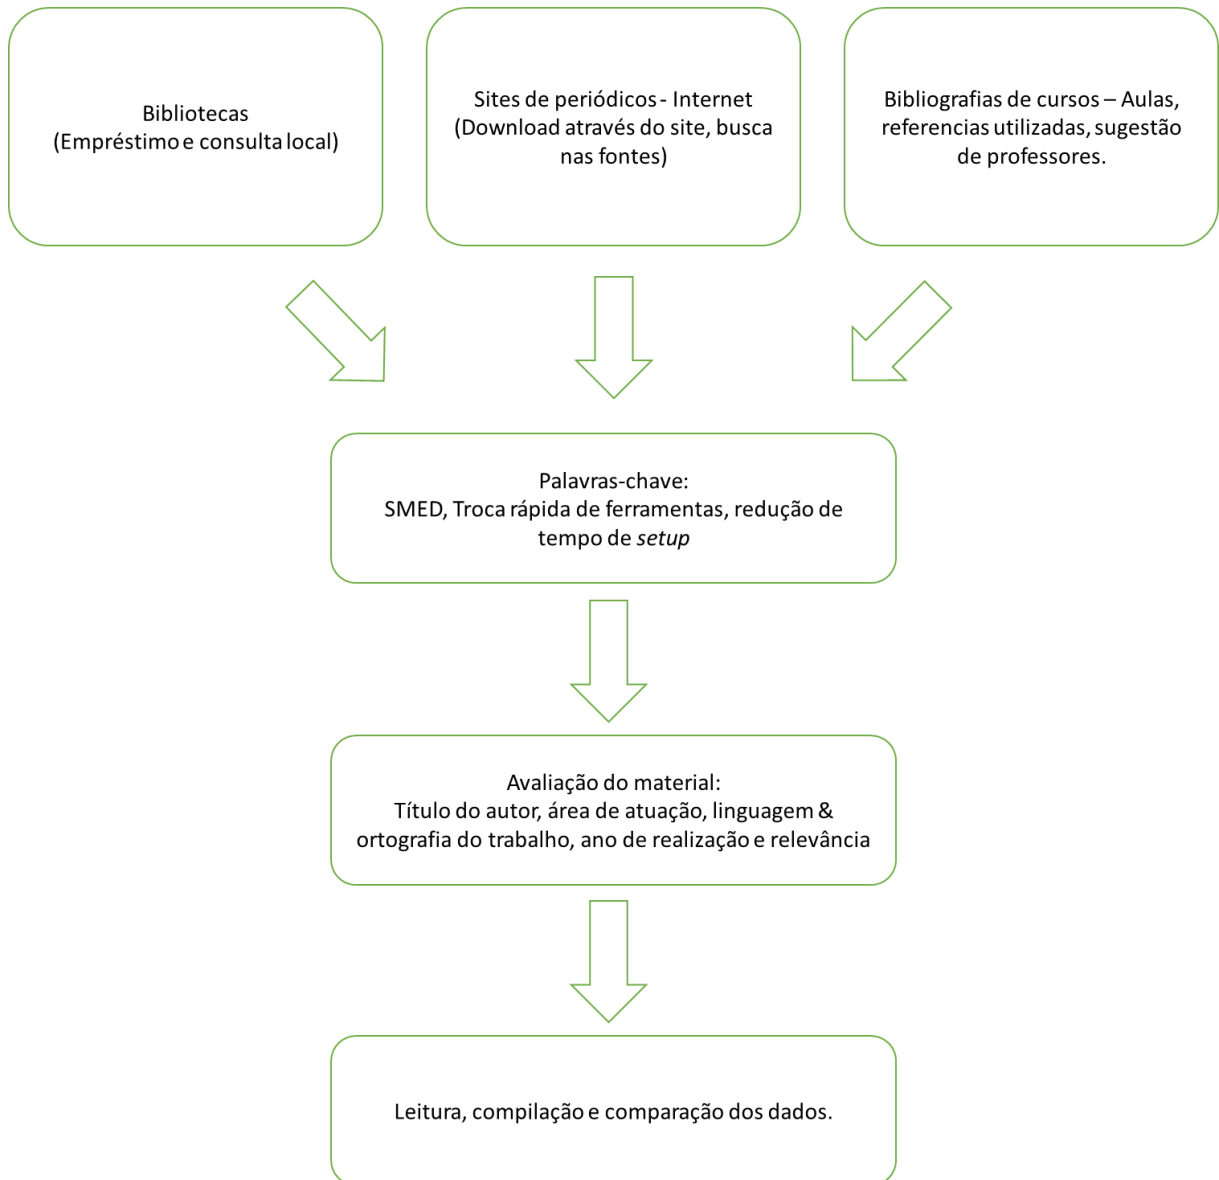 Bibliotecas
(Empréstimo e consulta local)
Sites de periódicos - Internet
(Download através do site, busca
nas fontes)
Bibliografias de cursos – Aulas,
referencias utilizadas, sugestão
de professores.
Palavras-chave:
SMED, Troca rápida de ferramentas, redução de
tempo de setup
Avaliação do material:
Título do autor, área de atuação, linguagem &
ortografia do trabalho, ano de realização e relevância
Leitura, compilação e comparação dos dados.